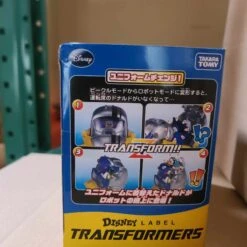 Disney
TAKARA TOMY
ユニフォームチェンジ!
ビークルモードからロボットモードに変形すると、
運転席のドナルドがいなくなって…
1
2
TRANSFORM!!
3
4
!?
!!
ユニフォームに着替えたドナルドが
ロボットの肩上に登場!
DISNEY LABEL
TRANSFORMERS